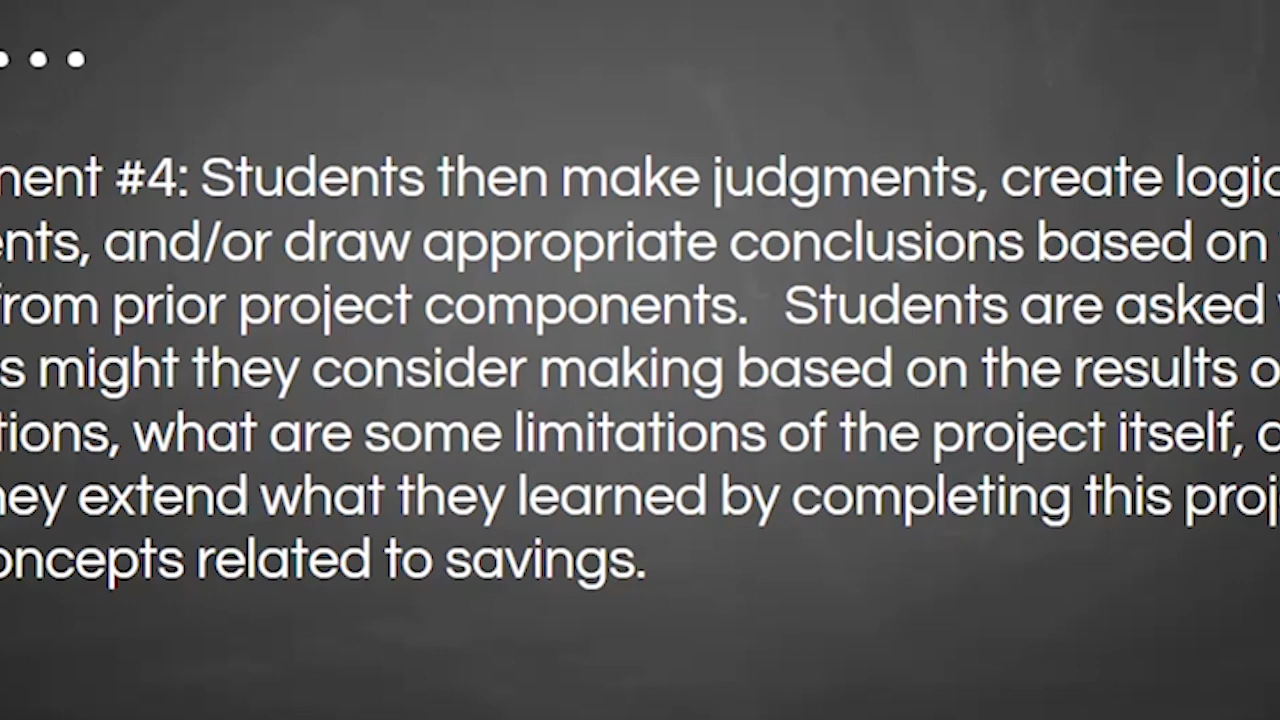 ...
ment #4: Students then make judgments, create logic
ents, and/or draw appropriate conclusions based on
from prior project components. Students are asked
s might they consider making based on the results o
tions, what are some limitations of the project itself,
hey extend what they learned by completing this proj
oncepts related to savings.